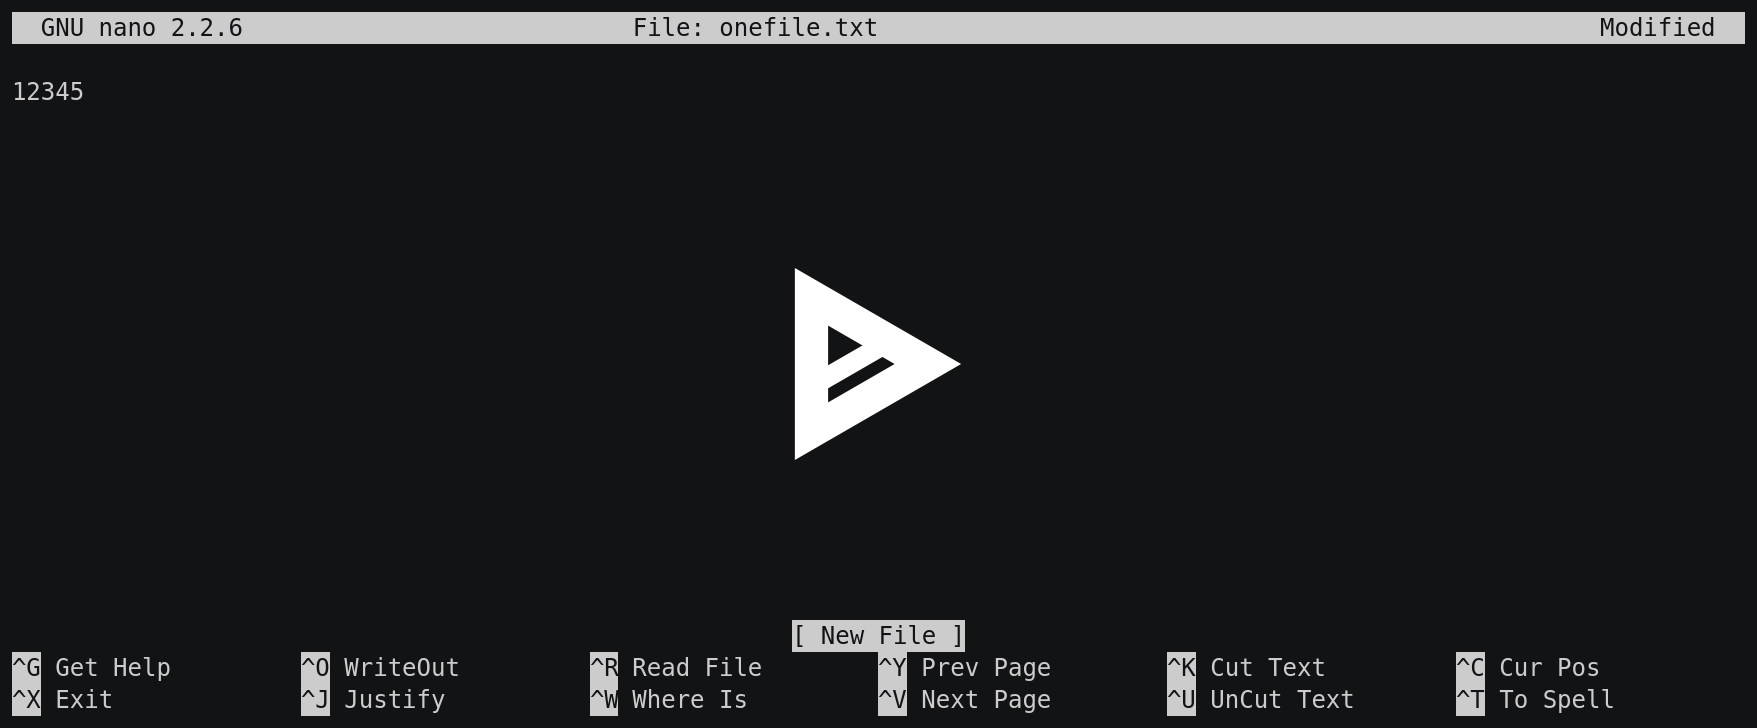 GNU nano 2.2.6 File: onefile.txt Modified
12345
[ New File ]
^G Get Help ^O WriteOut ^R Read File ^Y Prev Page ^K Cut Text ^C Cur Pos
^X Exit ^J Justify ^W Where Is ^V Next Page ^U UnCut Text ^T To Spell